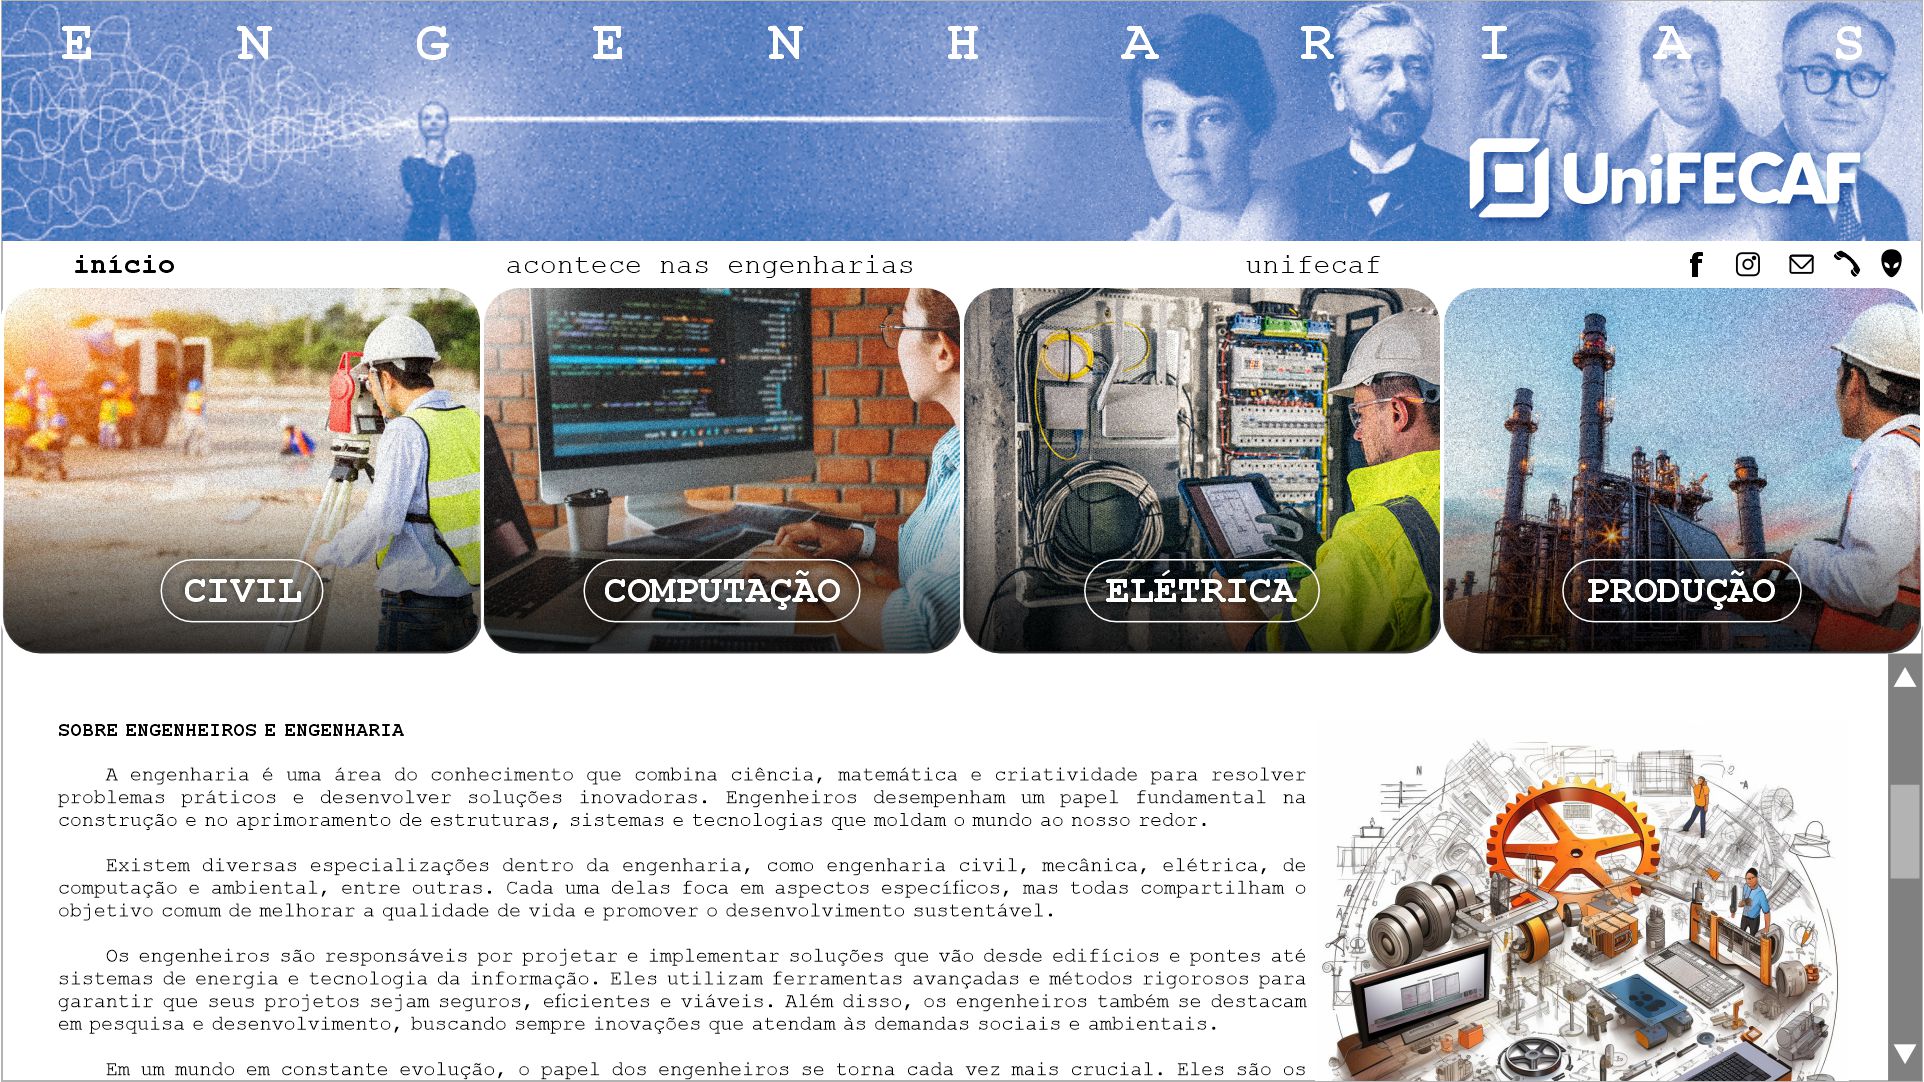 E N G E N H A R I A S
UniFECAF
início acontece nas engenharias unifecaf
CIVIL
COMPUTAÇÃO
ELÉTRICA
PRODUÇÃO
SOBRE ENGENHEIROS E ENGENHARIA
A engenharia é uma área do conhecimento que combina ciência, matemática e criatividade para resolver
problemas práticos e desenvolver soluções inovadoras. Engenheiros desempenham um papel fundamental na
construção e no aprimoramento de estruturas, sistemas e tecnologias que moldam o mundo ao nosso redor.
Existem diversas especializações dentro da engenharia, como engenharia civil, mecânica, elétrica, de
computação e ambiental, entre outras. Cada uma delas foca em aspectos específicos, mas todas compartilham o
objetivo comum de melhorar a qualidade de vida e promover o desenvolvimento sustentável.
Os engenheiros são responsáveis por projetar e implementar soluções que vão desde edifícios e pontes até
sistemas de energia e tecnologia da informação. Eles utilizam ferramentas avançadas e métodos rigorosos para
garantir que seus projetos sejam seguros, eficientes e viáveis. Além disso, os engenheiros também se destacam
em pesquisa e desenvolvimento, buscando sempre inovações que atendam às demandas sociais e ambientais.
Em um mundo em constante evolução, o papel dos engenheiros se torna cada vez mais crucial. Eles são os